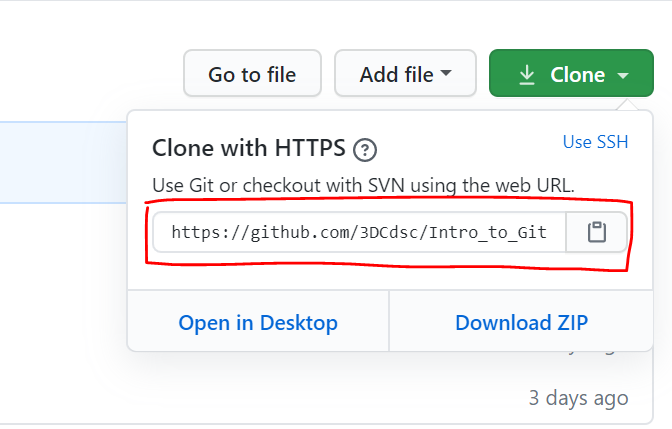 Go to file Add file Clone
Clone with HTTPS ? Use SSH
Use Git or checkout with SVN using the web URL.
https://github.com/3DCdsc/Intro_to_Git
Open in Desktop Download ZIP
3 days ago